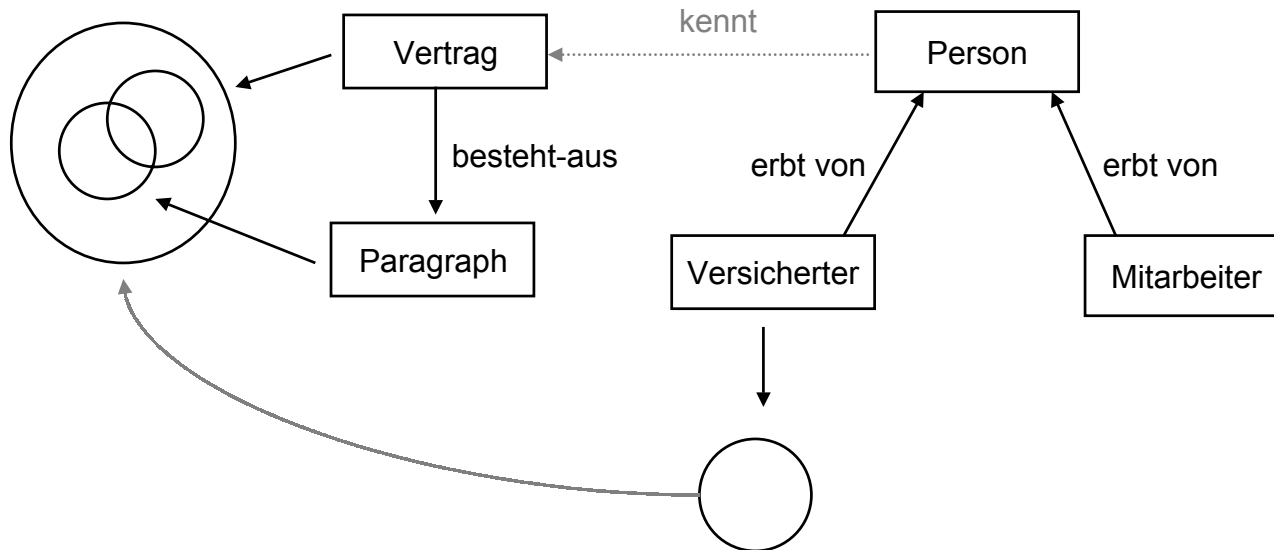 kennt
Vertrag
Person
besteht-aus
erbt von
erbt von
Paragraph
Versicherter
Mitarbeiter